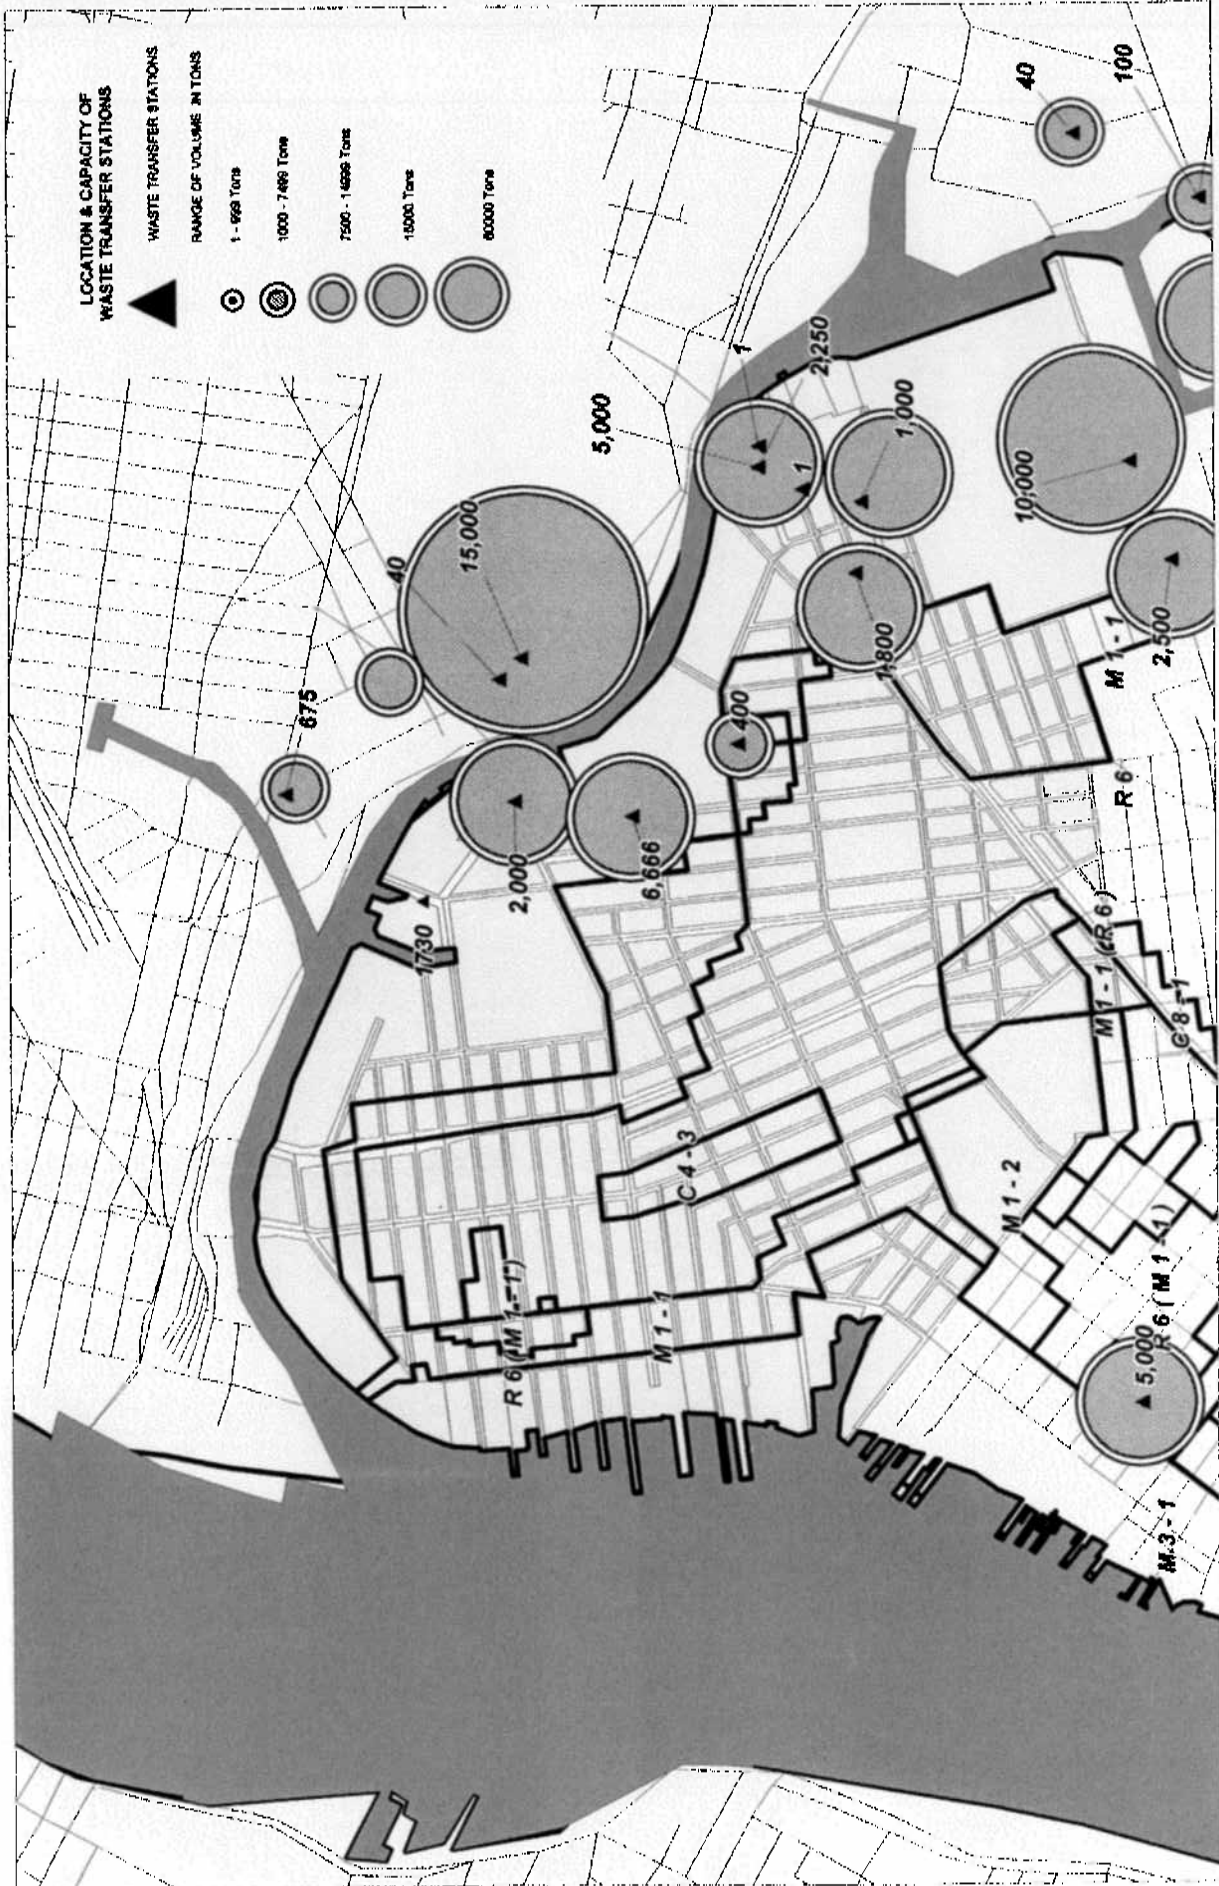 LOCATION & CAPACITY OF
WASTE TRANSFER STATIONS
WASTE TRANSFER STATIONS
RANGE OF VOLUME IN TONS
1 - 999 Tons
1000 - 7499 Tons
7500 - 14999 Tons
15000 Tons
60000 Tons
40
100
675
40
15,000
5,000
1
2,250
1
1,000
10,000
2,000
6,666
400
1,800
2,500
M 1 - 1
R 6
1730
M 1 - 1 ( R 6 )
C 8 - 1
C 4 - 3
M 1 - 2
R 6 ( M 1 - 1 )
M 1 - 1
R 6 ( M 1 - 1 )
5,000
M 3 - 1